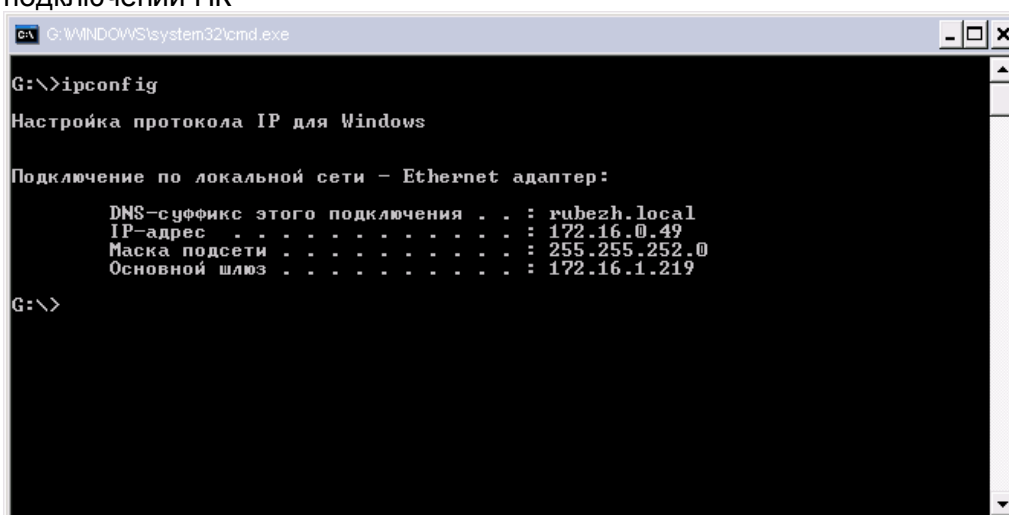 подключений ПК
G:\WINDOWS\system32\cmd.exe
G:\>ipconfig
Настройка протокола IP для Windows
Подключение по локальной сети - Ethernet адаптер:
DNS-суффикс этого подключения . . : rubezh.local
IP-адрес . . . . . . . . . . . . : 172.16.0.49
Маска подсети . . . . . . . . . . : 255.255.252.0
Основной шлюз . . . . . . . . . . : 172.16.1.219
G:\>